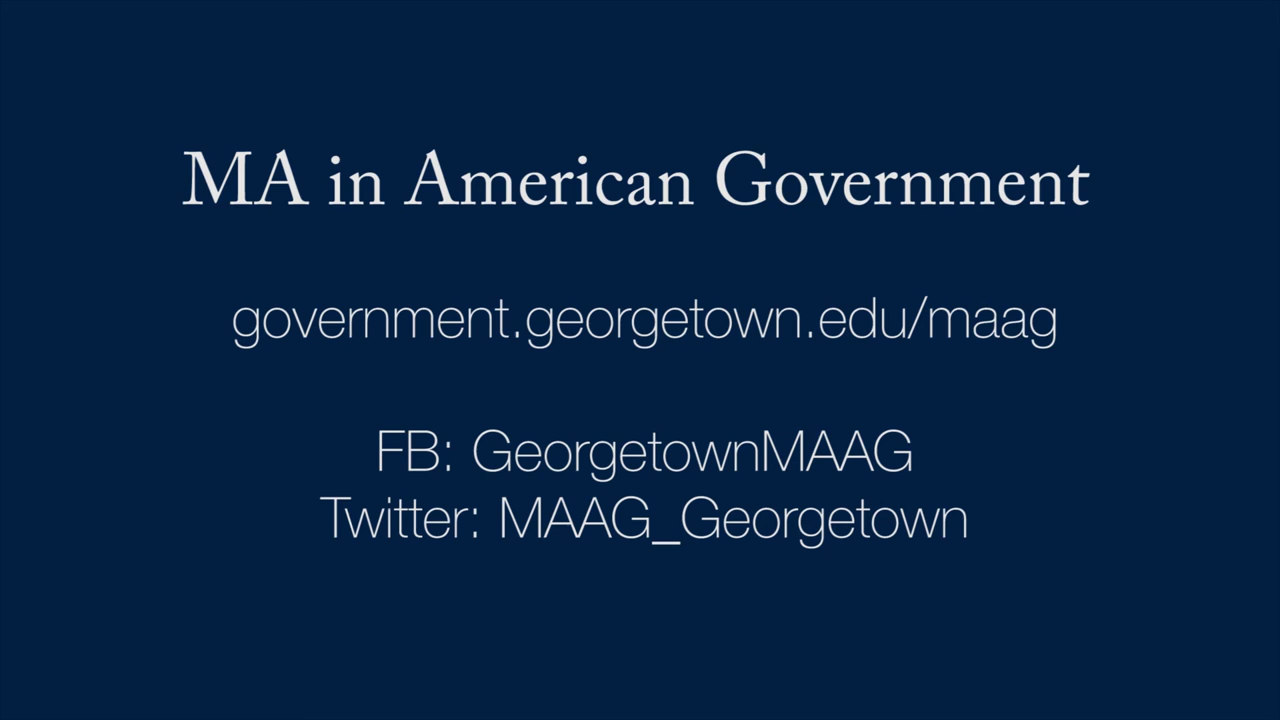 MA in American Government
government.georgetown.edu/maag
FB: GeorgetownMAAG
Twitter: MAAG_Georgetown